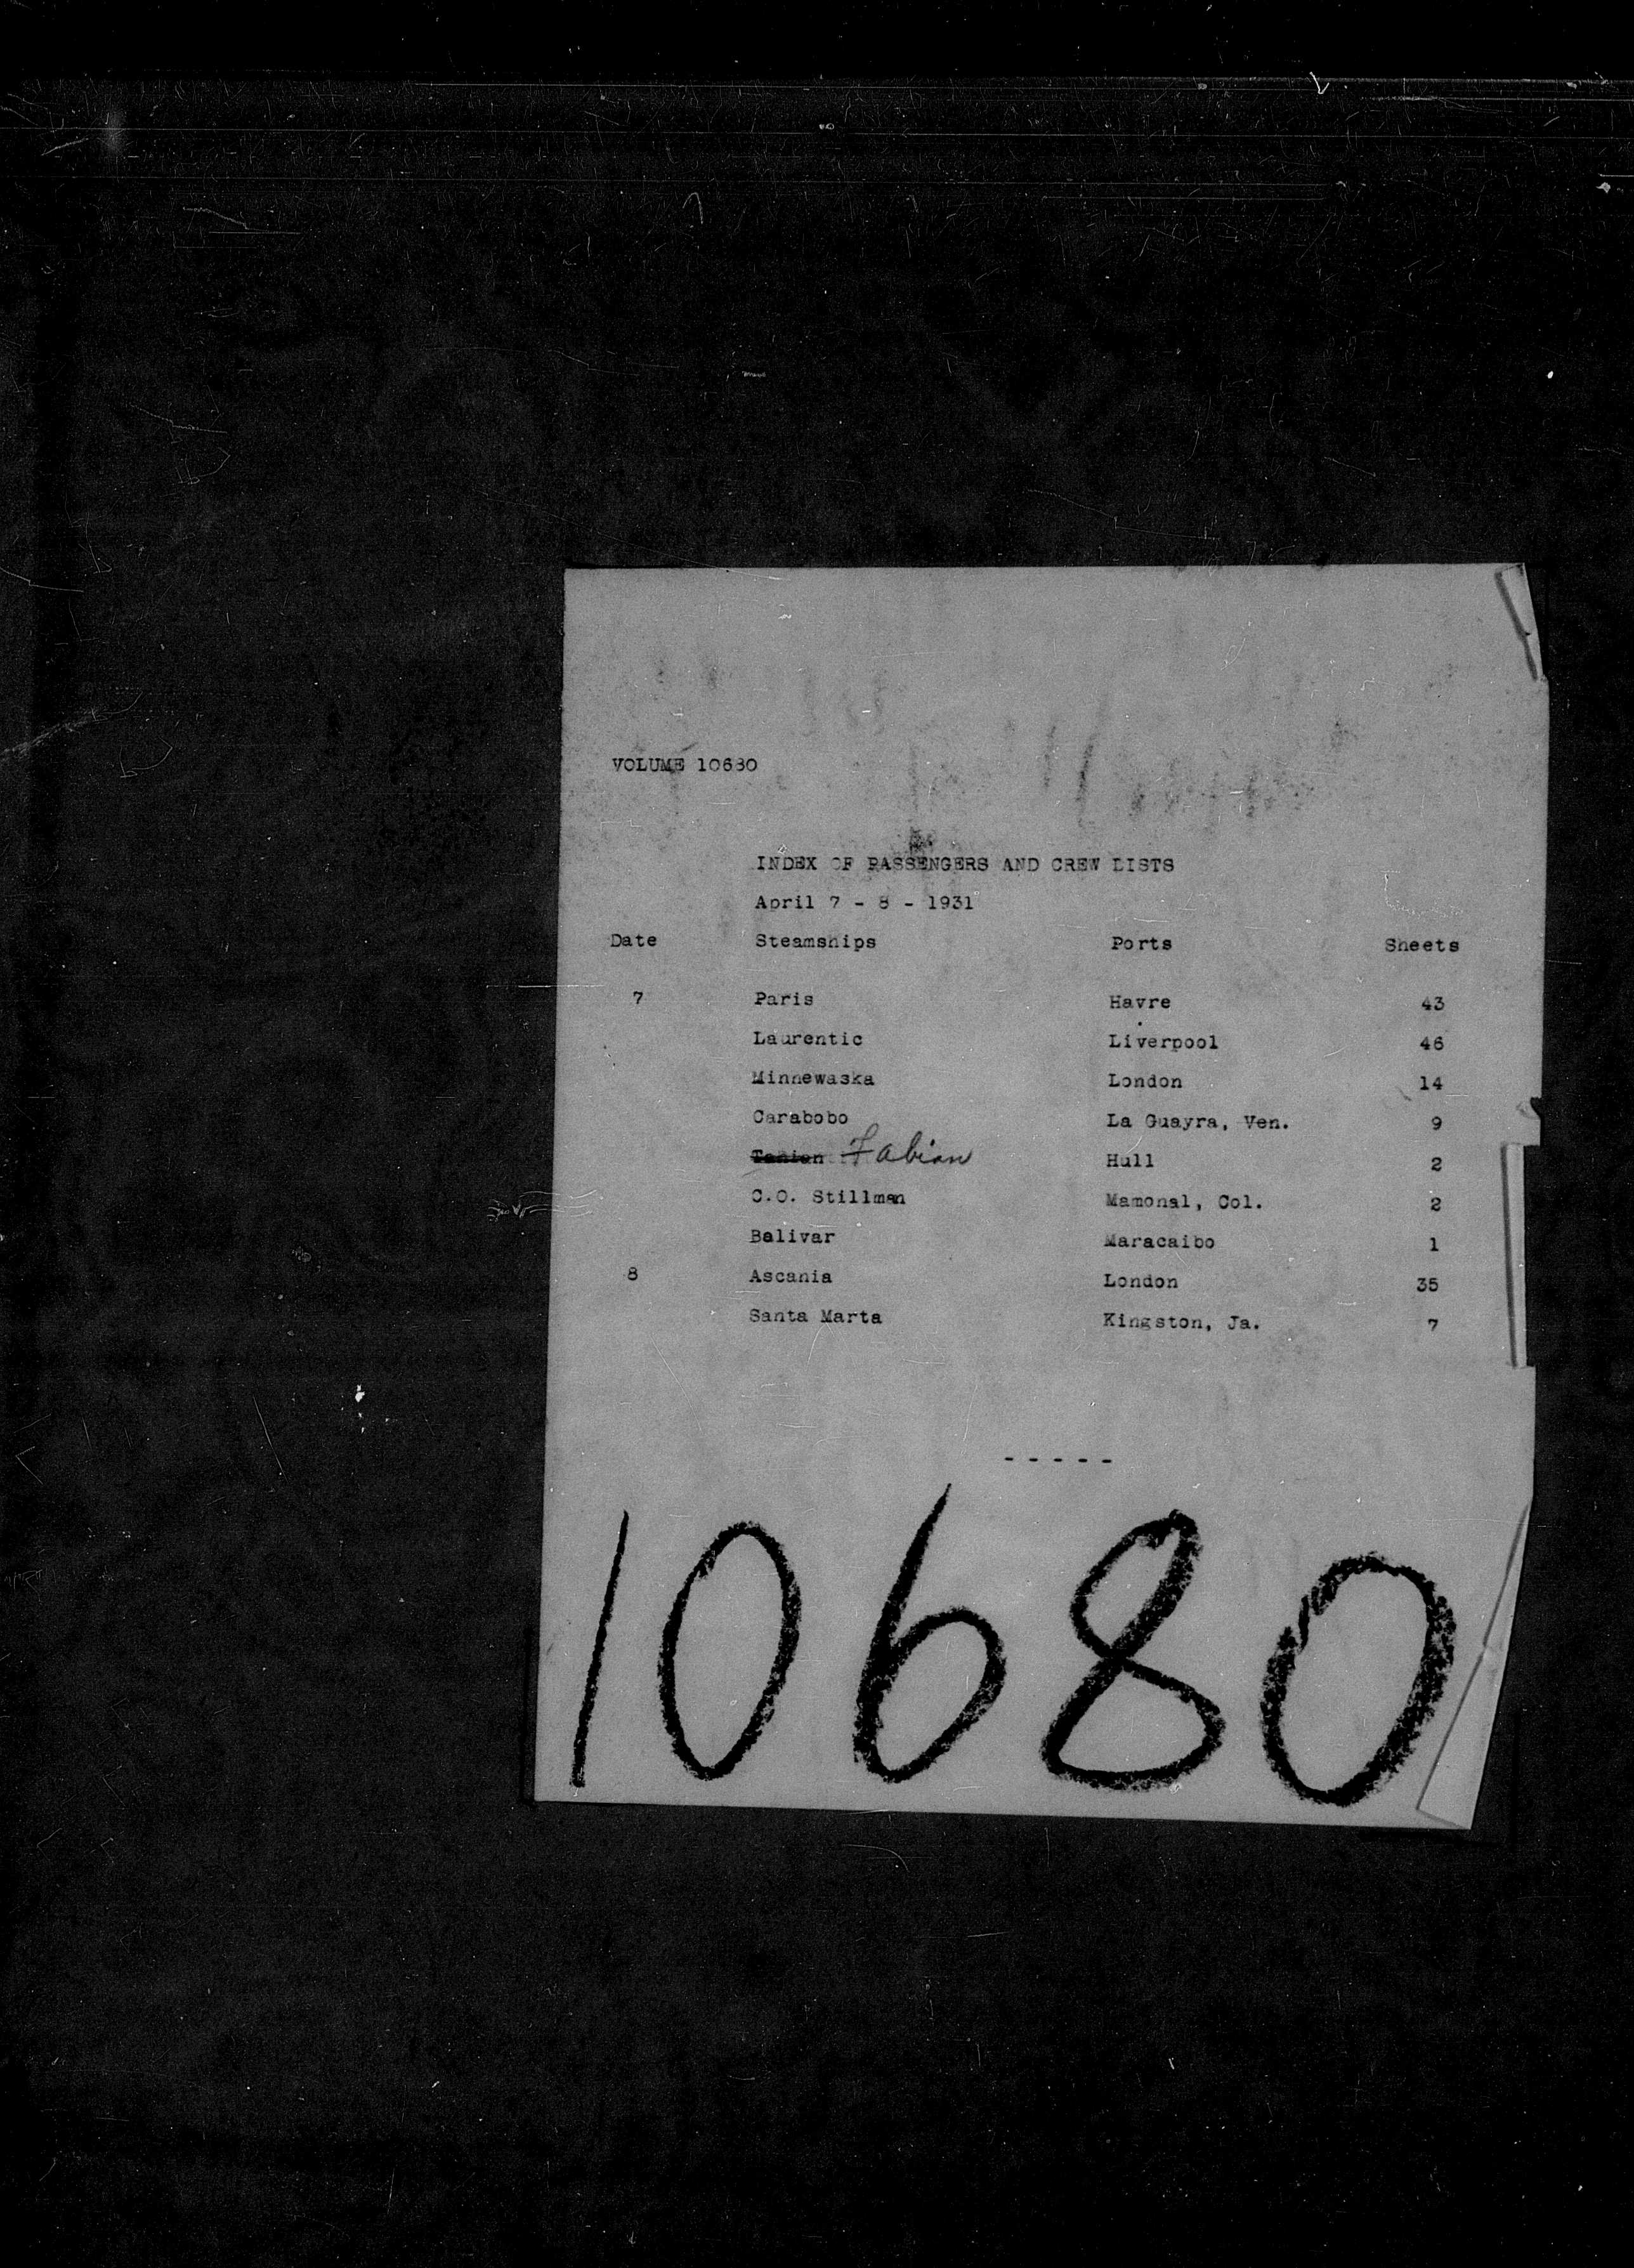 VOLUME 10680
INDEX OF PASSENGERS AND CREW LISTS
April 7 - 8 - 1931
Date Steamships Ports Sheets
7 Paris Havre 43
Laurentic Liverpool 46
Minnewaska London 14
Carabobo La Guayra, Ven. 9
Fabian Hull 2
C.O. Stillman Mamonal, Col. 2
Balivar Maracaibo 1
8 Ascania London 35
Santa Marta Kingston, Ja. 7
- - - - -
10680